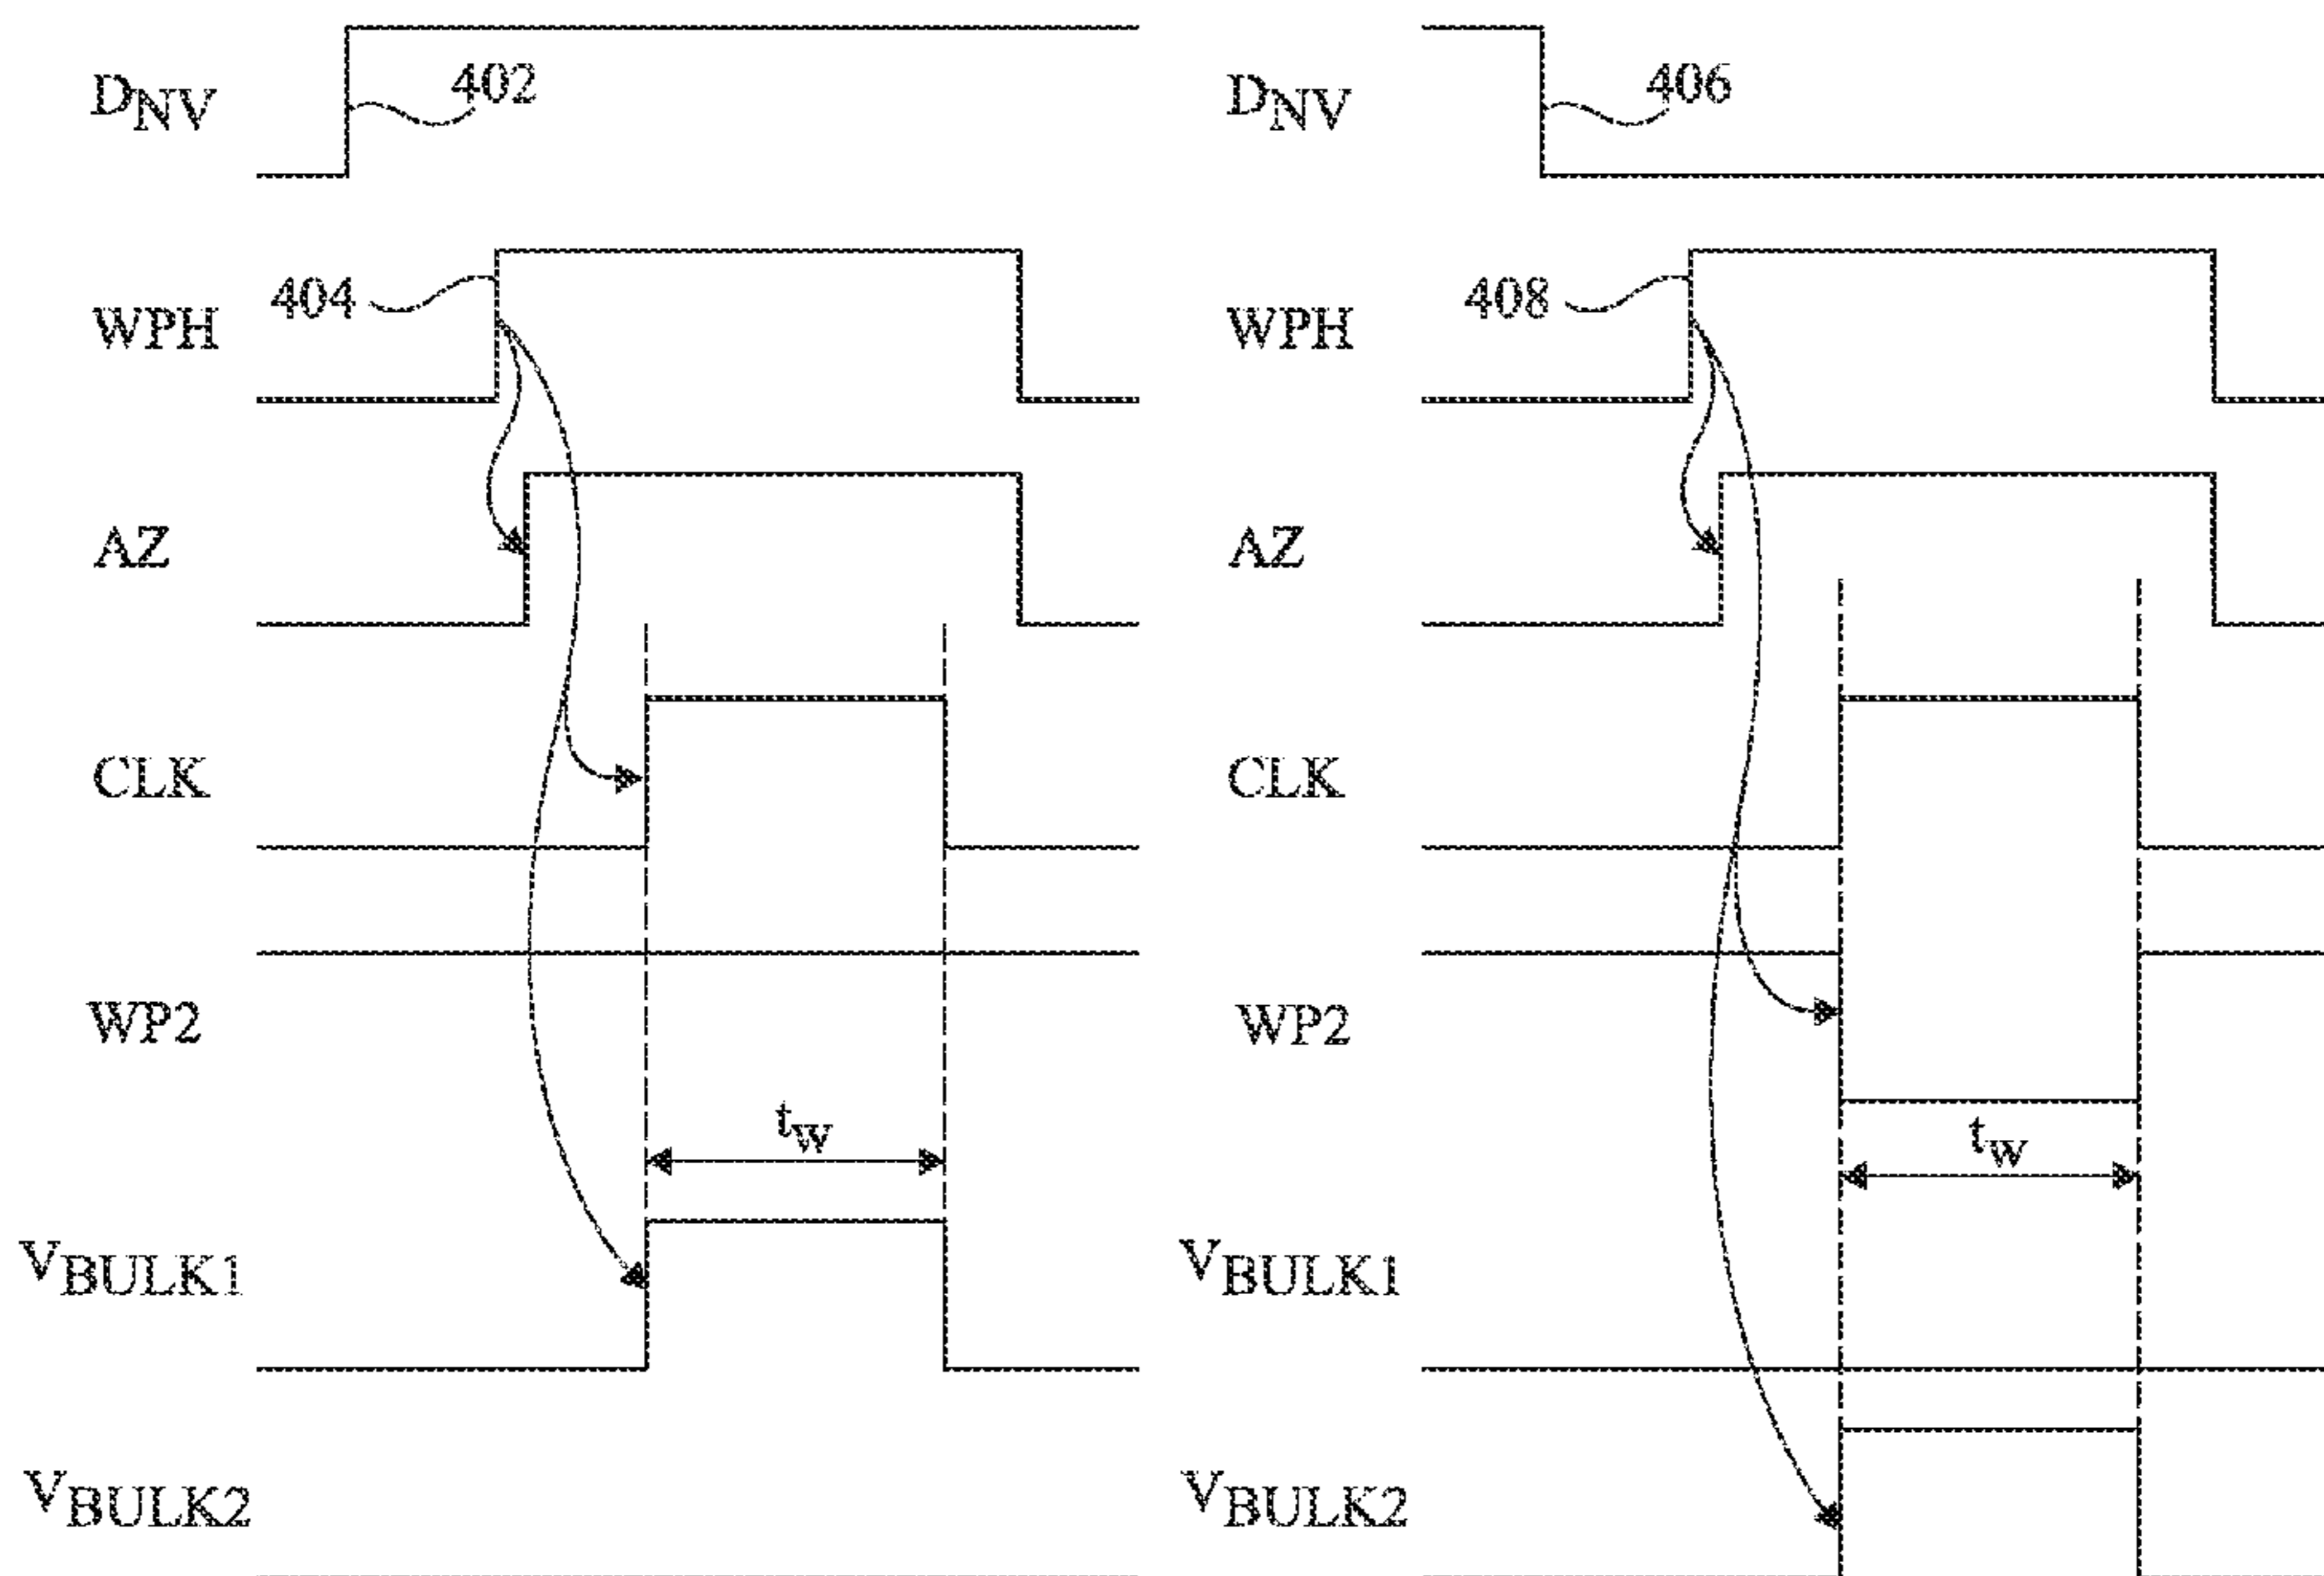 DNV 402
WPH 404
AZ
CLK
WP2
tw
VBULK1
VBULK2
DNV 406
WPH 408
AZ
CLK
WP2
tw
VBULK1
VBULK2